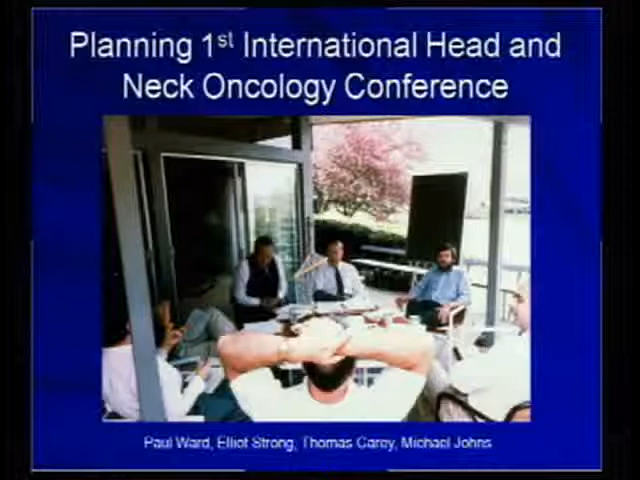 Planning 1st International Head and
Neck Oncology Conference
Paul Ward, Elliot Strong, Thomas Carey, Michael Johns